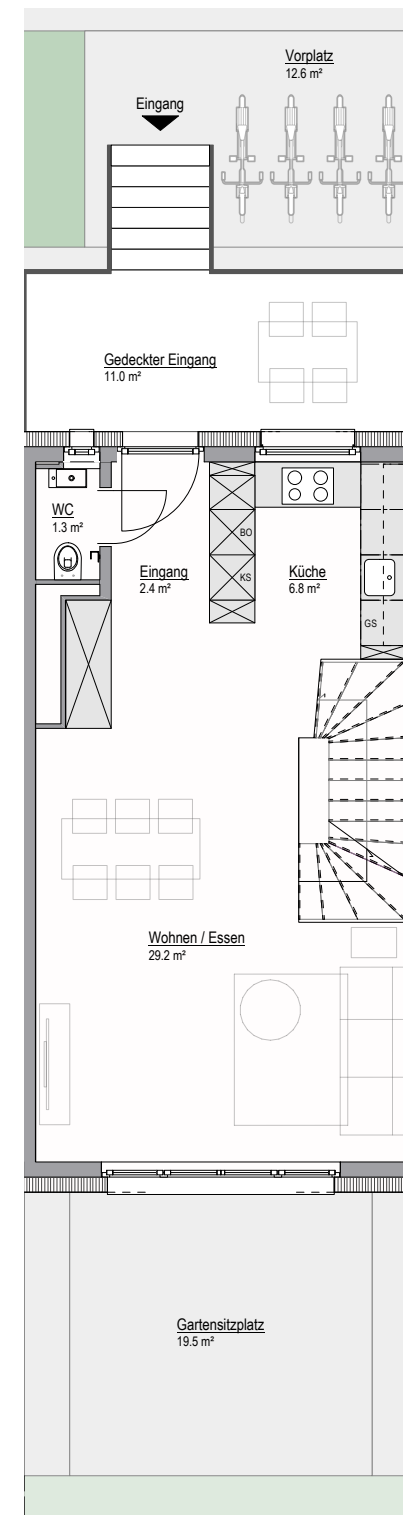 Vorplatz
12.6 m²
Eingang
Gedeckter Eingang
11.0 m²
WC
1.3 m²
BO
Eingang
2.4 m²
KS
Küche
6.8 m²
GS
Wohnen / Essen
29.2 m²
Gartensitzplatz
19.5 m²